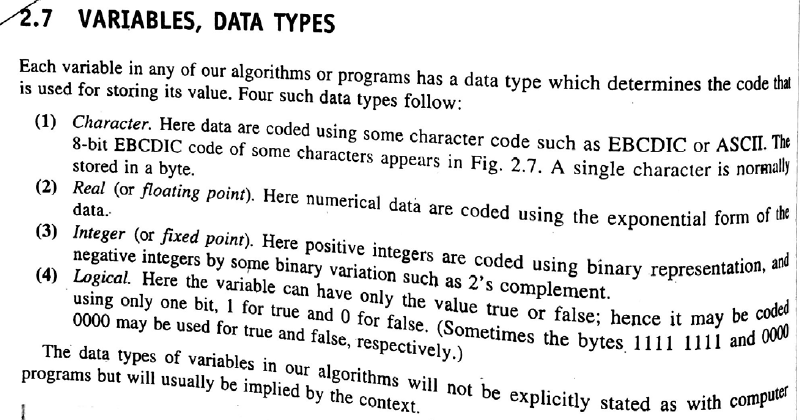 2.7 VARIABLES, DATA TYPES
Each variable in any of our algorithms or programs has a data type which determines the code that
is used for storing its value. Four such data types follow:
(1) Character. Here data are coded using some character code such as EBCDIC or ASCII. The
8-bit EBCDIC code of some characters appears in Fig. 2.7. A single character is normally
stored in a byte.
(2) Real (or floating point). Here numerical data are coded using the exponential form of the
data.
(3) Integer (or fixed point). Here positive integers are coded using binary representation, and
negative integers by some binary variation such as 2's complement.
(4) Logical. Here the variable can have only the value true or false; hence it may be coded
using only one bit, 1 for true and 0 for false. (Sometimes the bytes 1111 1111 and 0000
0000 may be used for true and false, respectively.)
The data types of variables in our algorithms will not be explicitly stated as with computer
programs but will usually be implied by the context.